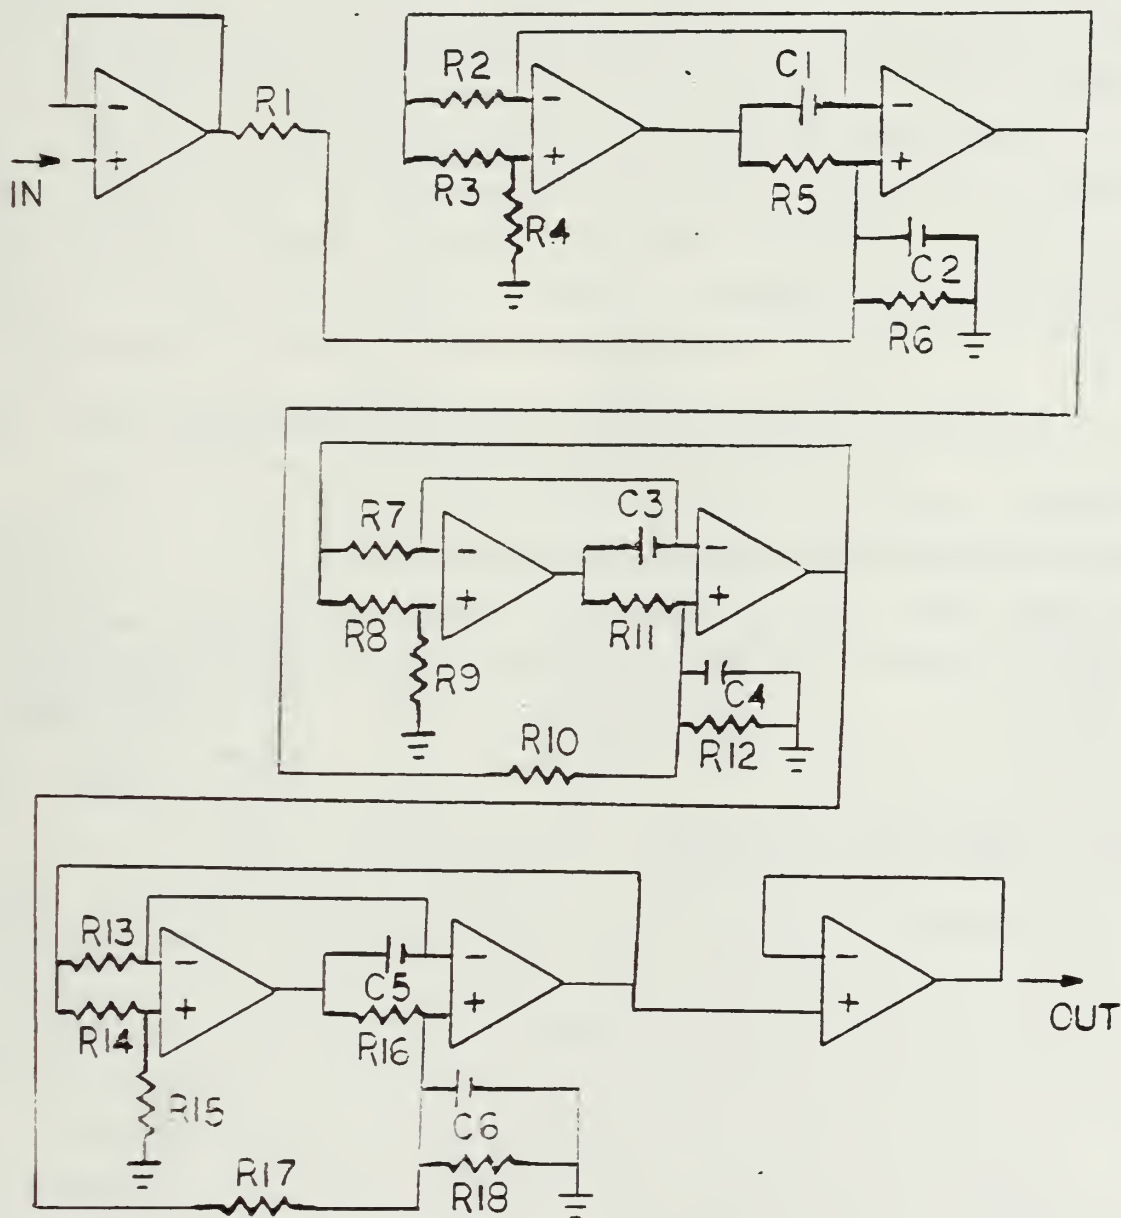 R1
IN
-
+
R2
-
+
R3
R4
C1
-
+
R5
C2
R6
R7
-
+
R8
R9
C3
-
+
R11
C4
R12
R10
R13
-
+
R14
R15
C5
-
+
R16
C6
R18
R17
-
+
OUT